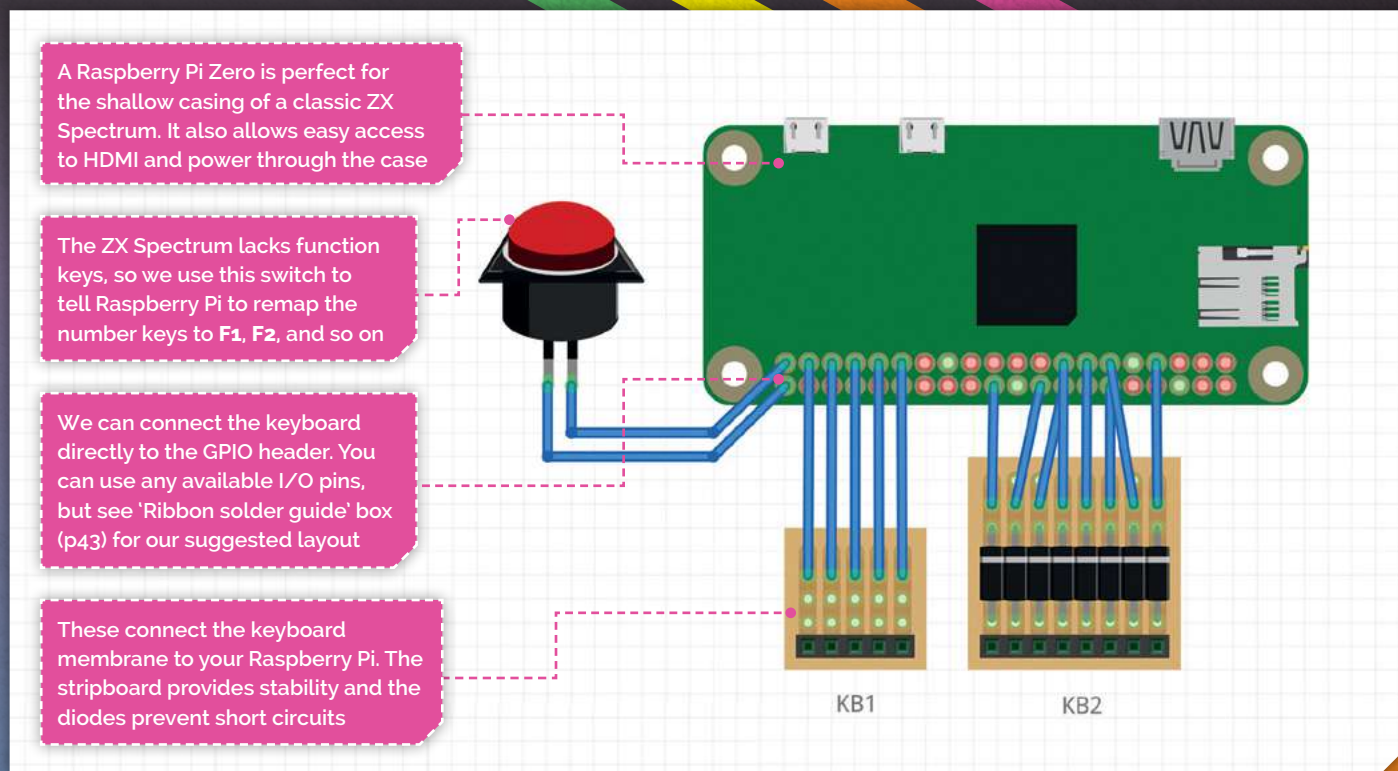 A Raspberry Pi Zero is perfect for
the shallow casing of a classic ZX
Spectrum. It also allows easy access
to HDMI and power through the case
The ZX Spectrum lacks function
keys, so we use this switch to
tell Raspberry Pi to remap the
number keys to F1, F2, and so on
We can connect the keyboard
directly to the GPIO header. You
can use any available I/O pins,
but see ‘Ribbon solder guide’ box
(p43) for our suggested layout
These connect the keyboard
membrane to your Raspberry Pi. The
stripboard provides stability and the
diodes prevent short circuits
KB1
KB2